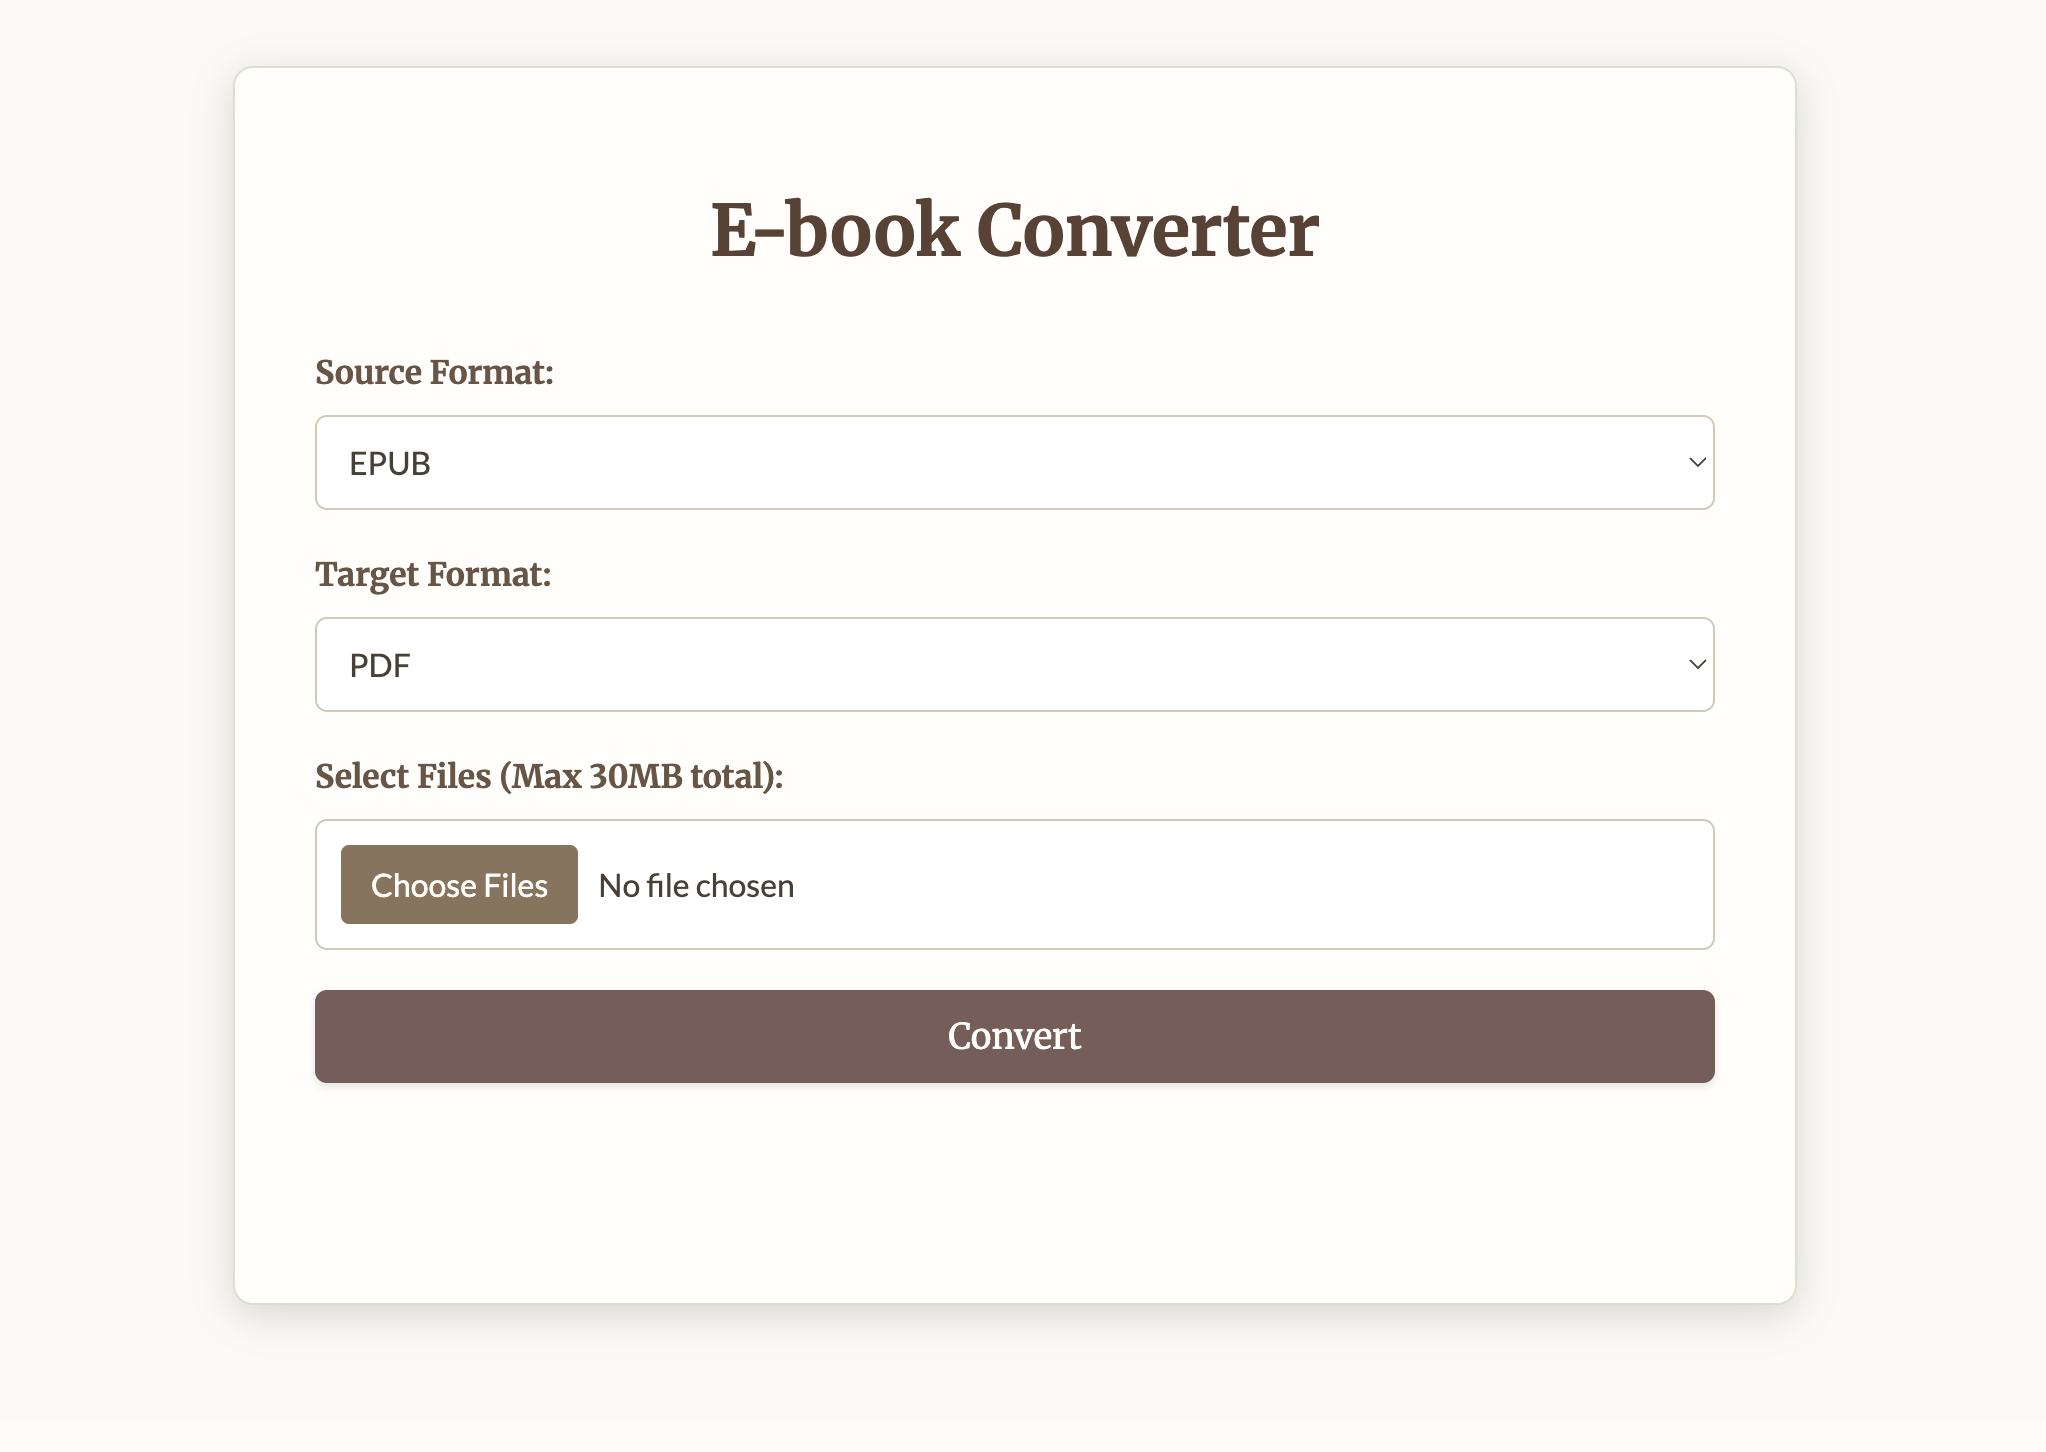 E-book Converter
Source Format:
EPUB
Target Format:
PDF
Select Files (Max 30MB total):
Choose Files No file chosen
Convert